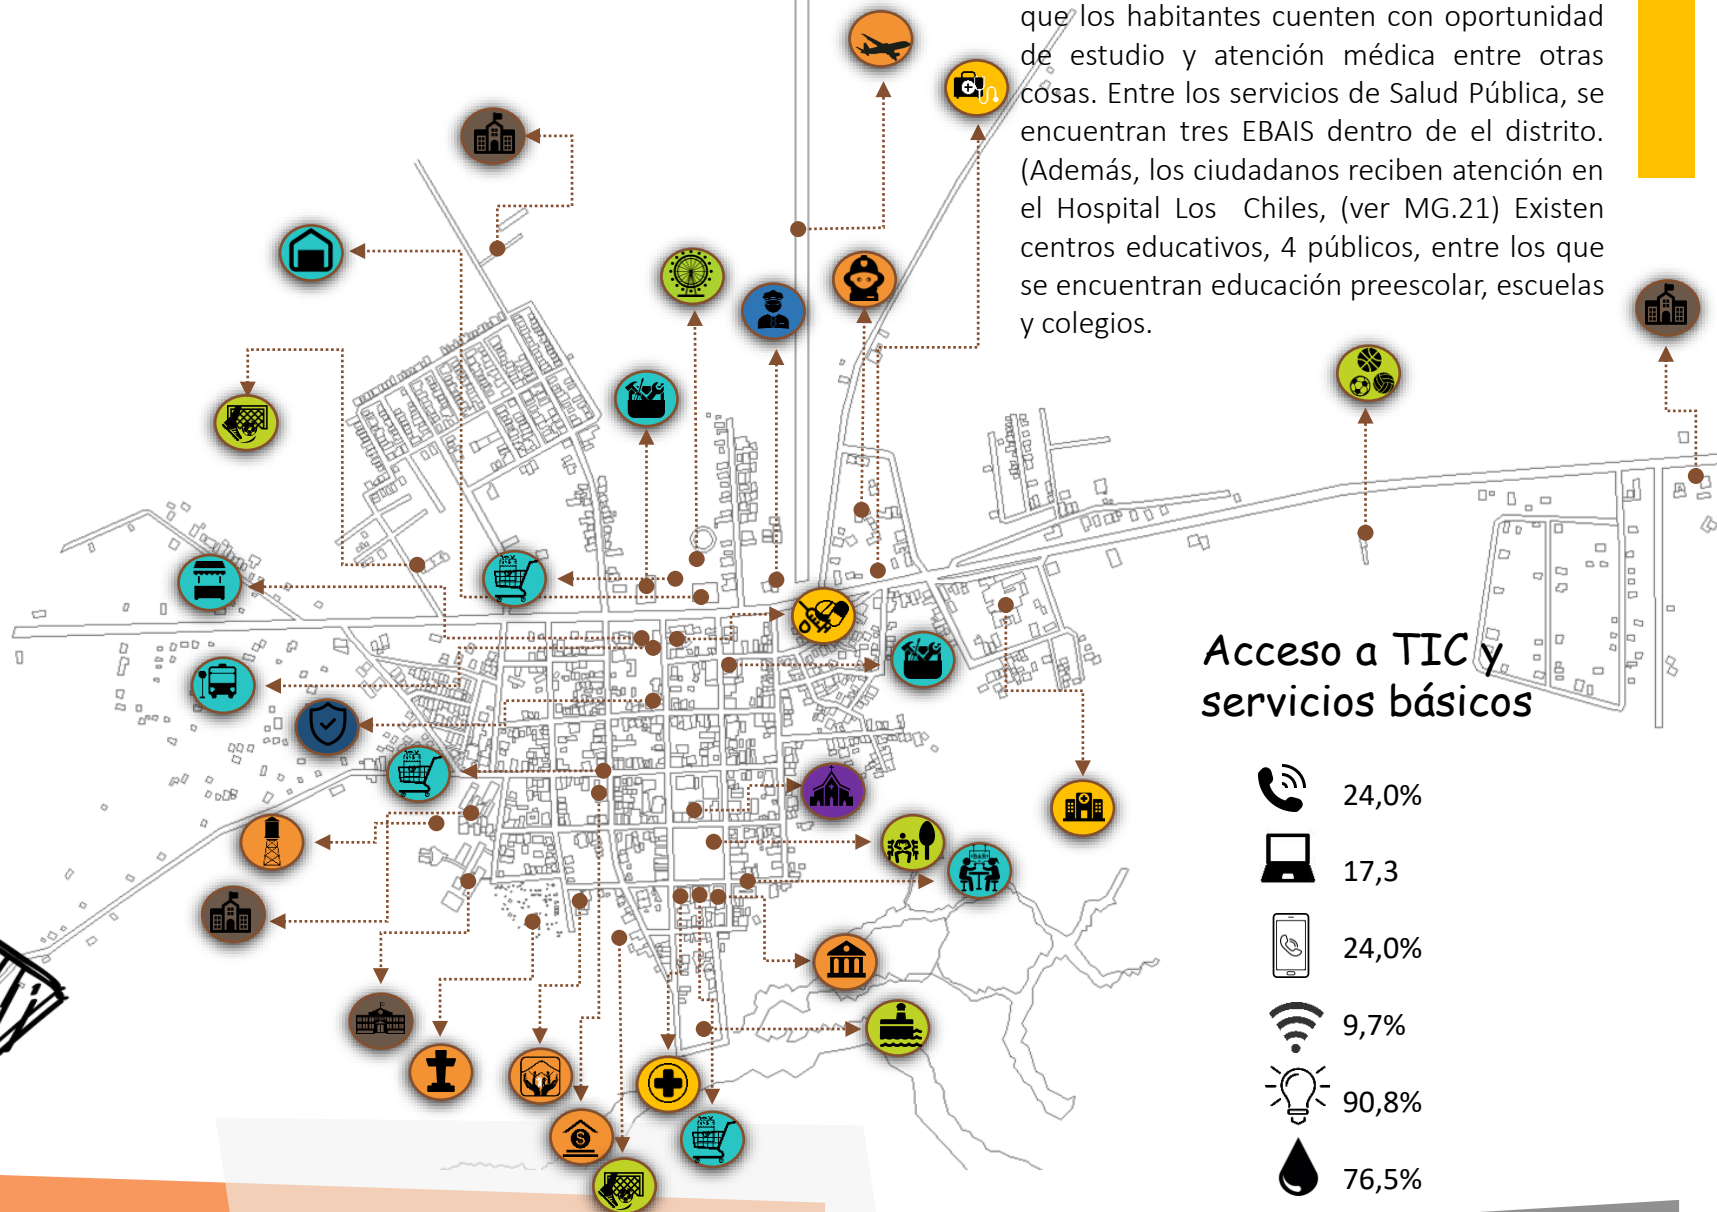 que los habitantes cuenten con oportunidad
de estudio y atención médica entre otras
cosas. Entre los servicios de Salud Pública, se
encuentran tres EBAIS dentro de el distrito.
(Además, los ciudadanos reciben atención en
el Hospital Los Chiles, (ver MG.21) Existen
centros educativos, 4 públicos, entre los que
se encuentran educación preescolar, escuelas
y colegios.
Acceso a TIC y
servicios básicos
24,0%
17,3
24,0%
9,7%
90,8%
76,5%
BAR